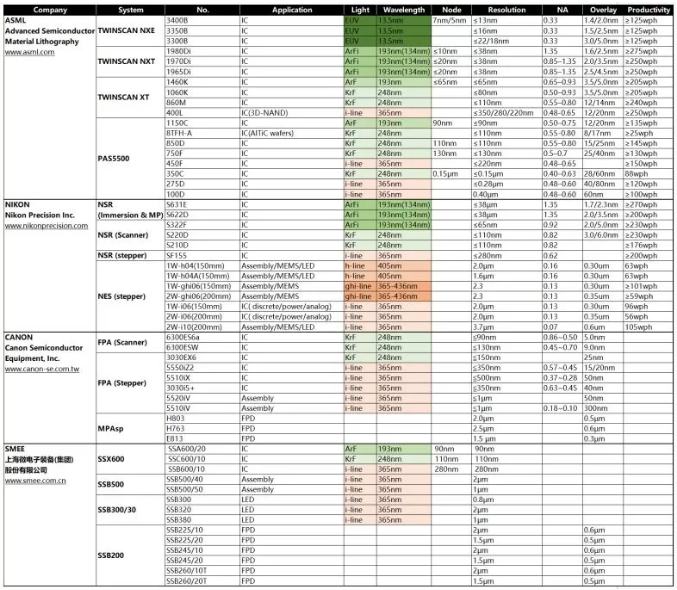 Company System No. Application Light Wavelength Node Resolution NA Overlay Productivity
ASML TWINSCAN NXE 3400B IC EUV 13.5nm 7nm/5nm ≤13nm 0.33 1.4/2.0nm ≥125wph
Advanced Semiconductor 3350B IC EUV 13.5nm ≤16nm 0.33 1.5/2.5nm ≥125wph
Material Lithography 3300B IC EUV 13.5nm ≤22/18nm 0.33 3.0/5.0nm ≥125wph
www.asml.com TWINSCAN NXT 1980Di IC ArFi 193nm(134nm) ≤10nm ≤38nm 1.35 1.6/2.5nm ≥275wph
1970Di IC ArFi 193nm(134nm) ≤20nm ≤38nm 0.85~1.35 2.0/3.5nm ≥250wph
1965Di IC ArFi 193nm(134nm) ≤20nm ≤38nm 0.85~1.35 2.5/4.5nm ≥250wph
TWINSCAN XT 1460K IC ArF 193nm ≤65nm ≤65nm 0.65~0.93 3.5/5.0nm ≥205wph
1060K IC KrF 248nm ≤80nm 0.50~0.93 3.5/5.0nm ≥205wph
860M IC KrF 248nm ≤110nm 0.55~0.80 12/14nm ≥240wph
400L IC(3D-NAND) i-line 365nm ≤350/280/220nm 0.48-0.65 12/20nm ≥250wph
PAS5500 1150C IC ArF 193nm 90nm ≤90nm 0.50~0.75 12/20nm ≥135wph
8TFH-A IC(AlTiC wafers) KrF 248nm ≤110nm 0.55-0.80 8/17nm ≥25wph
850D IC KrF 248nm 110nm ≤110nm 0.55~0.80 15/25nm ≥145wph
750F IC KrF 248nm 130nm ≤130nm 0.5~0.7 25/40nm ≥130wph
450F IC i-line 365nm ≤220nm 0.48-0.65 ≥150wph
350C IC KrF 248nm 0.15μm ≤0.15μm 0.40~0.63 28/60nm 88wph
275D IC i-line 365nm ≤0.28μm 0.48~0.60 40/80nm ≥120wph
100D IC i-line 365nm 0.40μm 0.48~0.60 60nm ≥100wph
NIKON NSR S631E IC ArFi 193nm(134nm) ≤38μm 1.35 1.7/2.3nm ≥270wph
Nikon Precision Inc. (Immersion & MP) S622D IC ArFi 193nm(134nm) ≤38μm 1.35 2.0/3.5nm ≥200wph
www.nikonprecision.com NSR (Scanner) S322F IC ArFi 193nm(134nm) ≤65nm 0.92 2.0/5.0nm ≥230wph
S220D IC KrF 248nm ≤110nm 0.82 3.0/6.0nm ≥230wph
S210D IC KrF 248nm ≤110nm 0.82 ≥176wph
NSR (stepper) SF155 IC i-line 365nm ≤280nm 0.62 ≥200wph
NES (stepper) 1W-h04(150mm) Assembly/MEMS/LED h-line 405nm 2.0μm 0.16 0.30um 63wph
1W-h04A(150mm) Assembly/MEMS/LED h-line 405nm 1.6μm 0.16 0.30um 63wph
1W-ghi06(150mm) Assembly/MEMS ghi-line 365-436nm 2.3 0.13 0.30um ≥101wph
2W-ghi06(200mm) Assembly/MEMS ghi-line 365-436nm 2.3 0.13 0.35um ≥59wph
1W-i06(150mm) IC( discrete/power/analog) i-line 365nm 2.0μm 0.13 0.30um 96wph
2W-i06(200mm) IC( discrete/power/analog) i-line 365nm 2.0μm 0.13 0.35um 56wph
2W-i10(200mm) Assembly/MEMS/LED i-line 365nm 3.7μm 0.07 0.6um 105wph
CANON FPA (Scanner) 6300ES6a IC KrF 248nm ≤90nm 0.86~0.50 5.0nm
Canon Semiconductor 6300ESW IC KrF 248nm ≤130nm 0.45~0.70 9.0nm
Equipment, Inc. FPA (Stepper) 3030EX6 IC KrF 248nm ≦150nm 25nm
www.canon-se.com.tw 5550iZ2 IC i-line 365nm ≦350nm 0.57~0.45 15/20nm
5510iX IC i-line 365nm ≦500nm 0.37~0.28 50nm
3030i5+ IC i-line 365nm ≦350nm 0.63~0.45 40nm
5520iV Assembly i-line 365nm ≦1μm 50nm
5510iV Assembly i-line 365nm ≦1μm 0.18~0.10 300nm
MPAsp H803 FPD 2.0μm 0.5μm
H763 FPD 2.5μm 0.6μm
E813 FPD 1.5 μm 0.3μm
SMEE SSX600 SSA600/20 IC ArF 193nm 90nm 90nm
上海微电子装备(集团) SSC600/10 IC KrF 248nm 110nm 110nm
股份有限公司 SSB600/10 IC i-line 365nm 280nm 280nm
www.smee.com.cn SSB500 SSB500/40 Assembly i-line 365nm 2μm
SSB500/50 Assembly i-line 365nm 1μm
SSB300/30 SSB300 LED i-line 365nm 0.8μm
SSB320 LED i-line 365nm 2μm
SSB380 LED i-line 365nm 1μm
SSB200 SSB225/10 FPD 2μm 0.6μm
SSB225/20 FPD 1.5μm 0.5μm
SSB245/10 FPD 2μm 0.6μm
SSB245/20 FPD 1.5μm 0.5μm
SSB260/10T FPD 2μm 0.6μm
SSB260/20T FPD 1.5μm 0.5μm